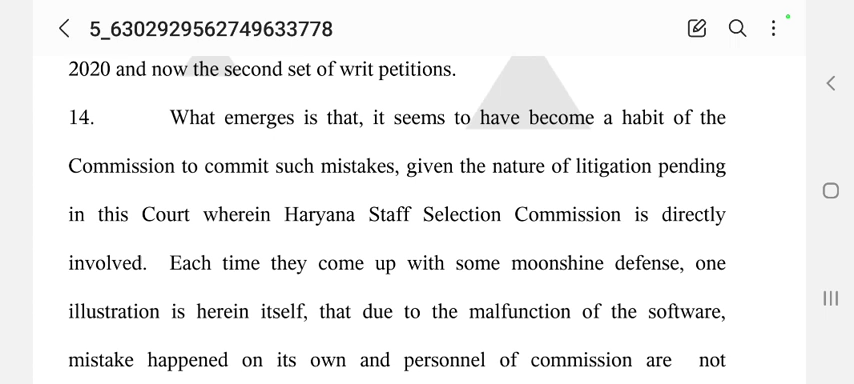 5_6302929562749633778
2020 and now the second set of writ petitions.
14. What emerges is that, it seems to have become a habit of the
Commission to commit such mistakes, given the nature of litigation pending
in this Court wherein Haryana Staff Selection Commission is directly
involved. Each time they come up with some moonshine defense, one
illustration is herein itself, that due to the malfunction of the software,
mistake happened on its own and personnel of commission are not